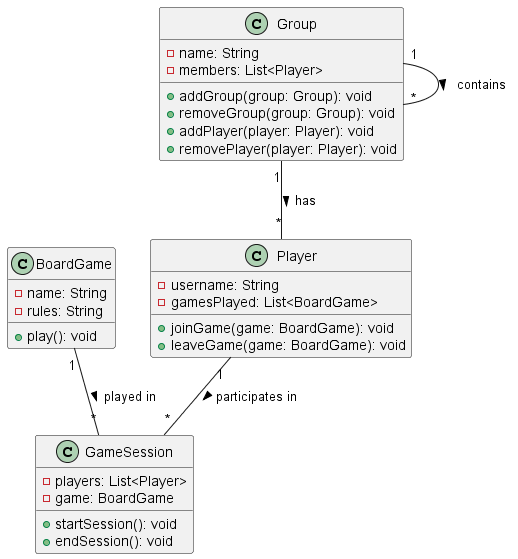 C Group
name: String
members: List<Player>
addGroup(group: Group): void
removeGroup(group: Group): void
addPlayer(player: Player): void
removePlayer(player: Player): void
1
* contains
1
has
*
C Player
username: String
gamesPlayed: List<BoardGame>
joinGame(game: BoardGame): void
leaveGame(game: BoardGame): void
C BoardGame
name: String
rules: String
play(): void
1
played in
*
1
participates in
*
C GameSession
players: List<Player>
game: BoardGame
startSession(): void
endSession(): void